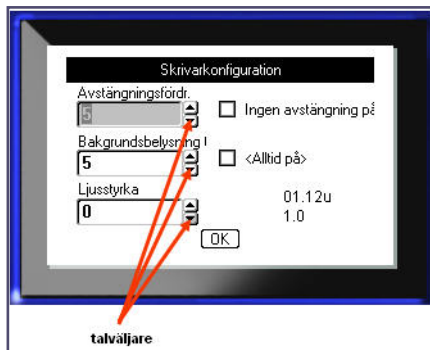 Skrivarkonfiguration
Avstängningsfördr.
5
Ingen avstängning på
Bakgrundsbelysning
5
<Alltid på>
Ljusstyrka
0
01.12u
1.0
OK
talväljare